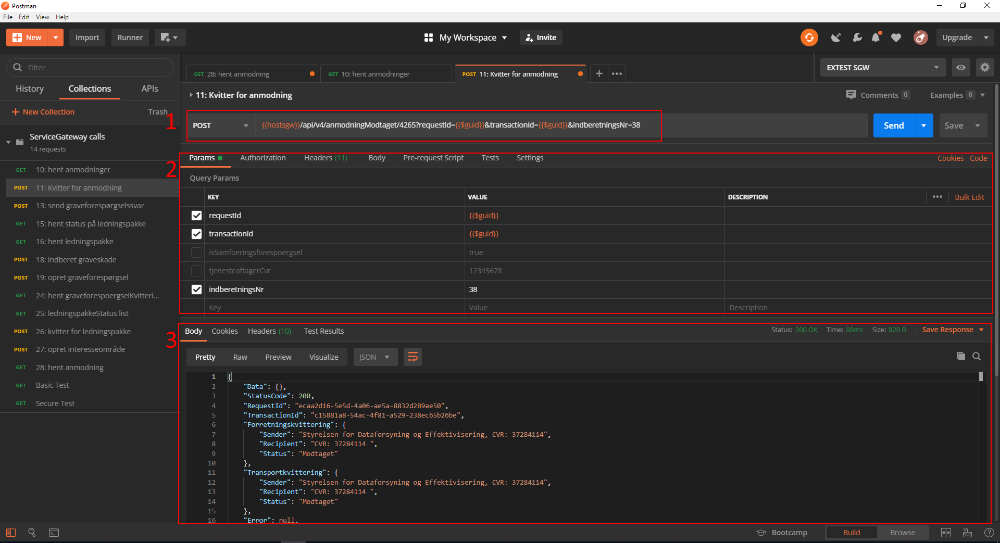 Postman
File Edit View Help
New Import Runner My Workspace Invite Upgrade
Filter
History Collections APIs
New Collection Trash
ServiceGateway calls
14 requests
GET 10: hent anmodninger
POST 11: Kvitter for anmodning
POST 13: send graveforespørgselssvar
GET 15: hent status på ledningspakke
GET 16: hent ledningspakke
POST 18: indberet graveskade
POST 19: opret graveforespørgsel
GET 24: hent graveforespoergselKvitteri...
GET 25: ledningspakkeStatus list
POST 26: kvitter for ledningspakke
POST 27: opret interesseområde
GET 28: hent anmodning
GET Basic Test
GET Secure Test
GET 28: hent anmodning GET 10: hent anmodninger POST 11: Kvitter for anmodning EXTEST SGW
11: Kvitter for anmodning Comments 0 Examples 0
1
POST {{hostsgw}}/api/v4/anmodningModtaget/4265?requestId={{$guid}}&transactionId={{$guid}}&indberetningsNr=38 Send Save
2
Params Authorization Headers (11) Body Pre-request Script Tests Settings Cookies Code
Query Params
KEY VALUE DESCRIPTION Bulk Edit
requestId {{$guid}}
transactionId {{$guid}}
isSamfoeringsforespoergsel true
tjenesteaftagerCvr 12345678
indberetningsNr 38
Key Value Description
3
Body Cookies Headers (10) Test Results Status: 200 OK Time: 88ms Size: 820 B Save Response
Pretty Raw Preview Visualize JSON
1 {
2 "Data": {},
3 "StatusCode": 200,
4 "RequestId": "ecaa2d16-5e5d-4a06-ae5a-8832d289ae50",
5 "TransactionId": "c15881a8-54ac-4f81-a529-238ec65b26be",
6 "Forretningskvittering": {
7 "Sender": "Styrelsen for Dataforsyning og Effektivisering, CVR: 37284114",
8 "Recipient": "CVR: 37284114 ",
9 "Status": "Modtaget"
10 },
11 "Transportkvittering": {
12 "Sender": "Styrelsen for Dataforsyning og Effektivisering, CVR: 37284114",
13 "Recipient": "CVR: 37284114 ",
14 "Status": "Modtaget"
15 },
16 "Error": null,
Bootcamp Build Browse